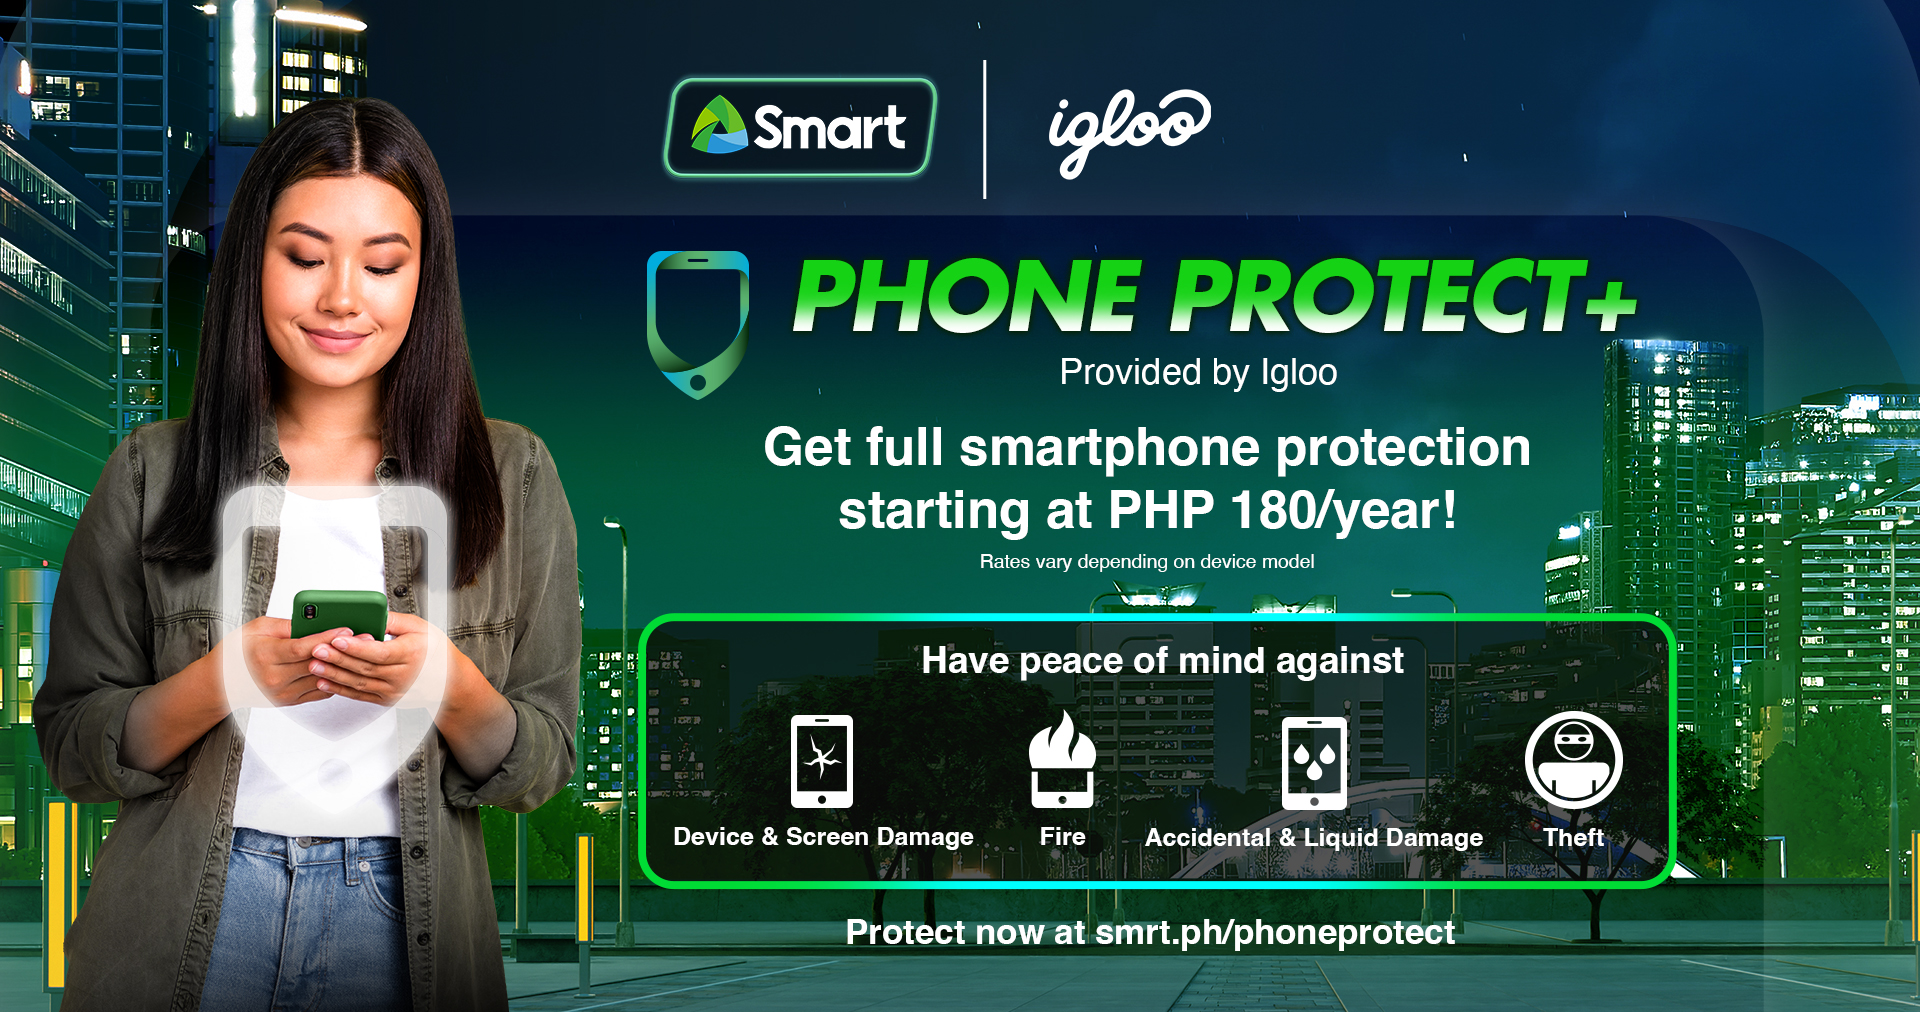 Smart
igloo
PHONE PROTECT+
Provided by Igloo
Get full smartphone protection
starting at PHP 180/year!
Rates vary depending on device model
Have peace of mind against
Device & Screen Damage
Fire
Accidental & Liquid Damage
Theft
Protect now at smrt.ph/phoneprotect